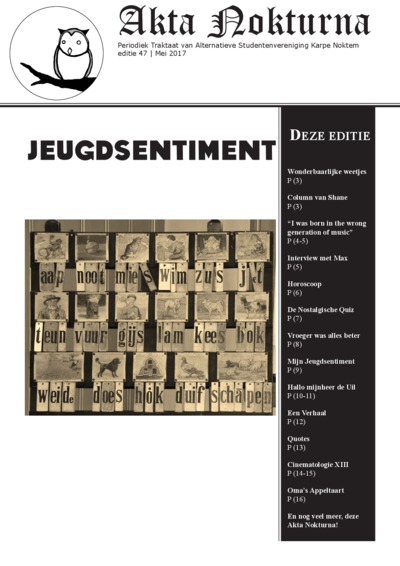 Akta Nokturna
Periodiek Traktaat van Alternatieve Studentenvereniging Karpe Noktem
editie 47 | Mei 2017
JEUGDSENTIMENT
aap noot mies wim zus jet
teun vuur gijs lam kees bok
weide does hok duif schapen
DEZE EDITIE
Wonderbaarlijke weetjes
P (3)
Column van Shane
P (3)
“I was born in the wrong
generation of music”
P (4-5)
Interview met Max
P (5)
Horoscoop
P (6)
De Nostalgische Quiz
P (7)
Vroeger was alles beter
P (8)
Mijn Jeugdsentiment
P (9)
Hallo mijnheer de Uil
P (10-11)
Een Verhaal
P (12)
Quotes
P (13)
Cinematologie XIII
P (14-15)
Oma's Appeltaart
P (16)
En nog veel meer, deze
Akta Nokturna!